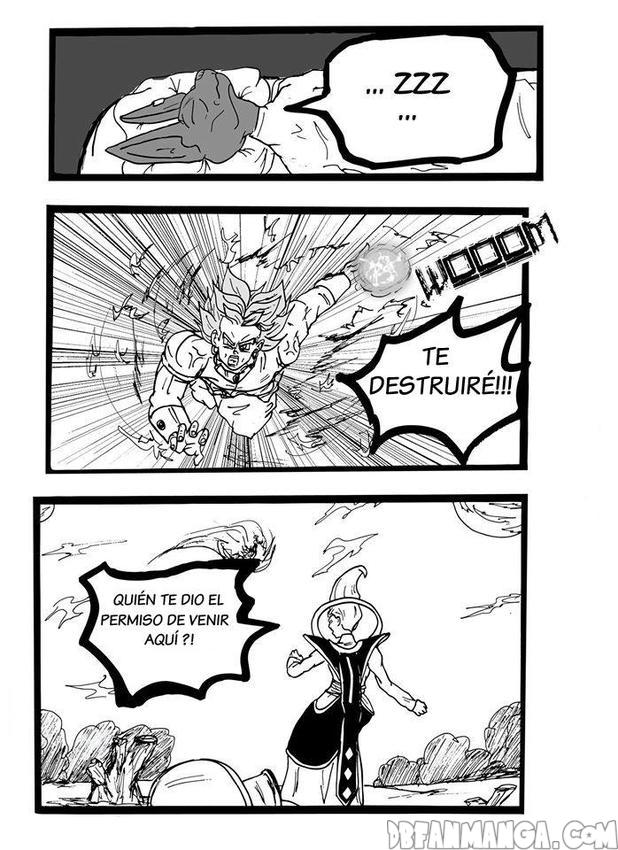 ... ZZZ
...
WOOOM
TE
DESTRUIRÉ!!!
QUIÉN TE DIO EL
PERMISO DE VENIR
AQUÍ ?!
DBFANMANGA.COM